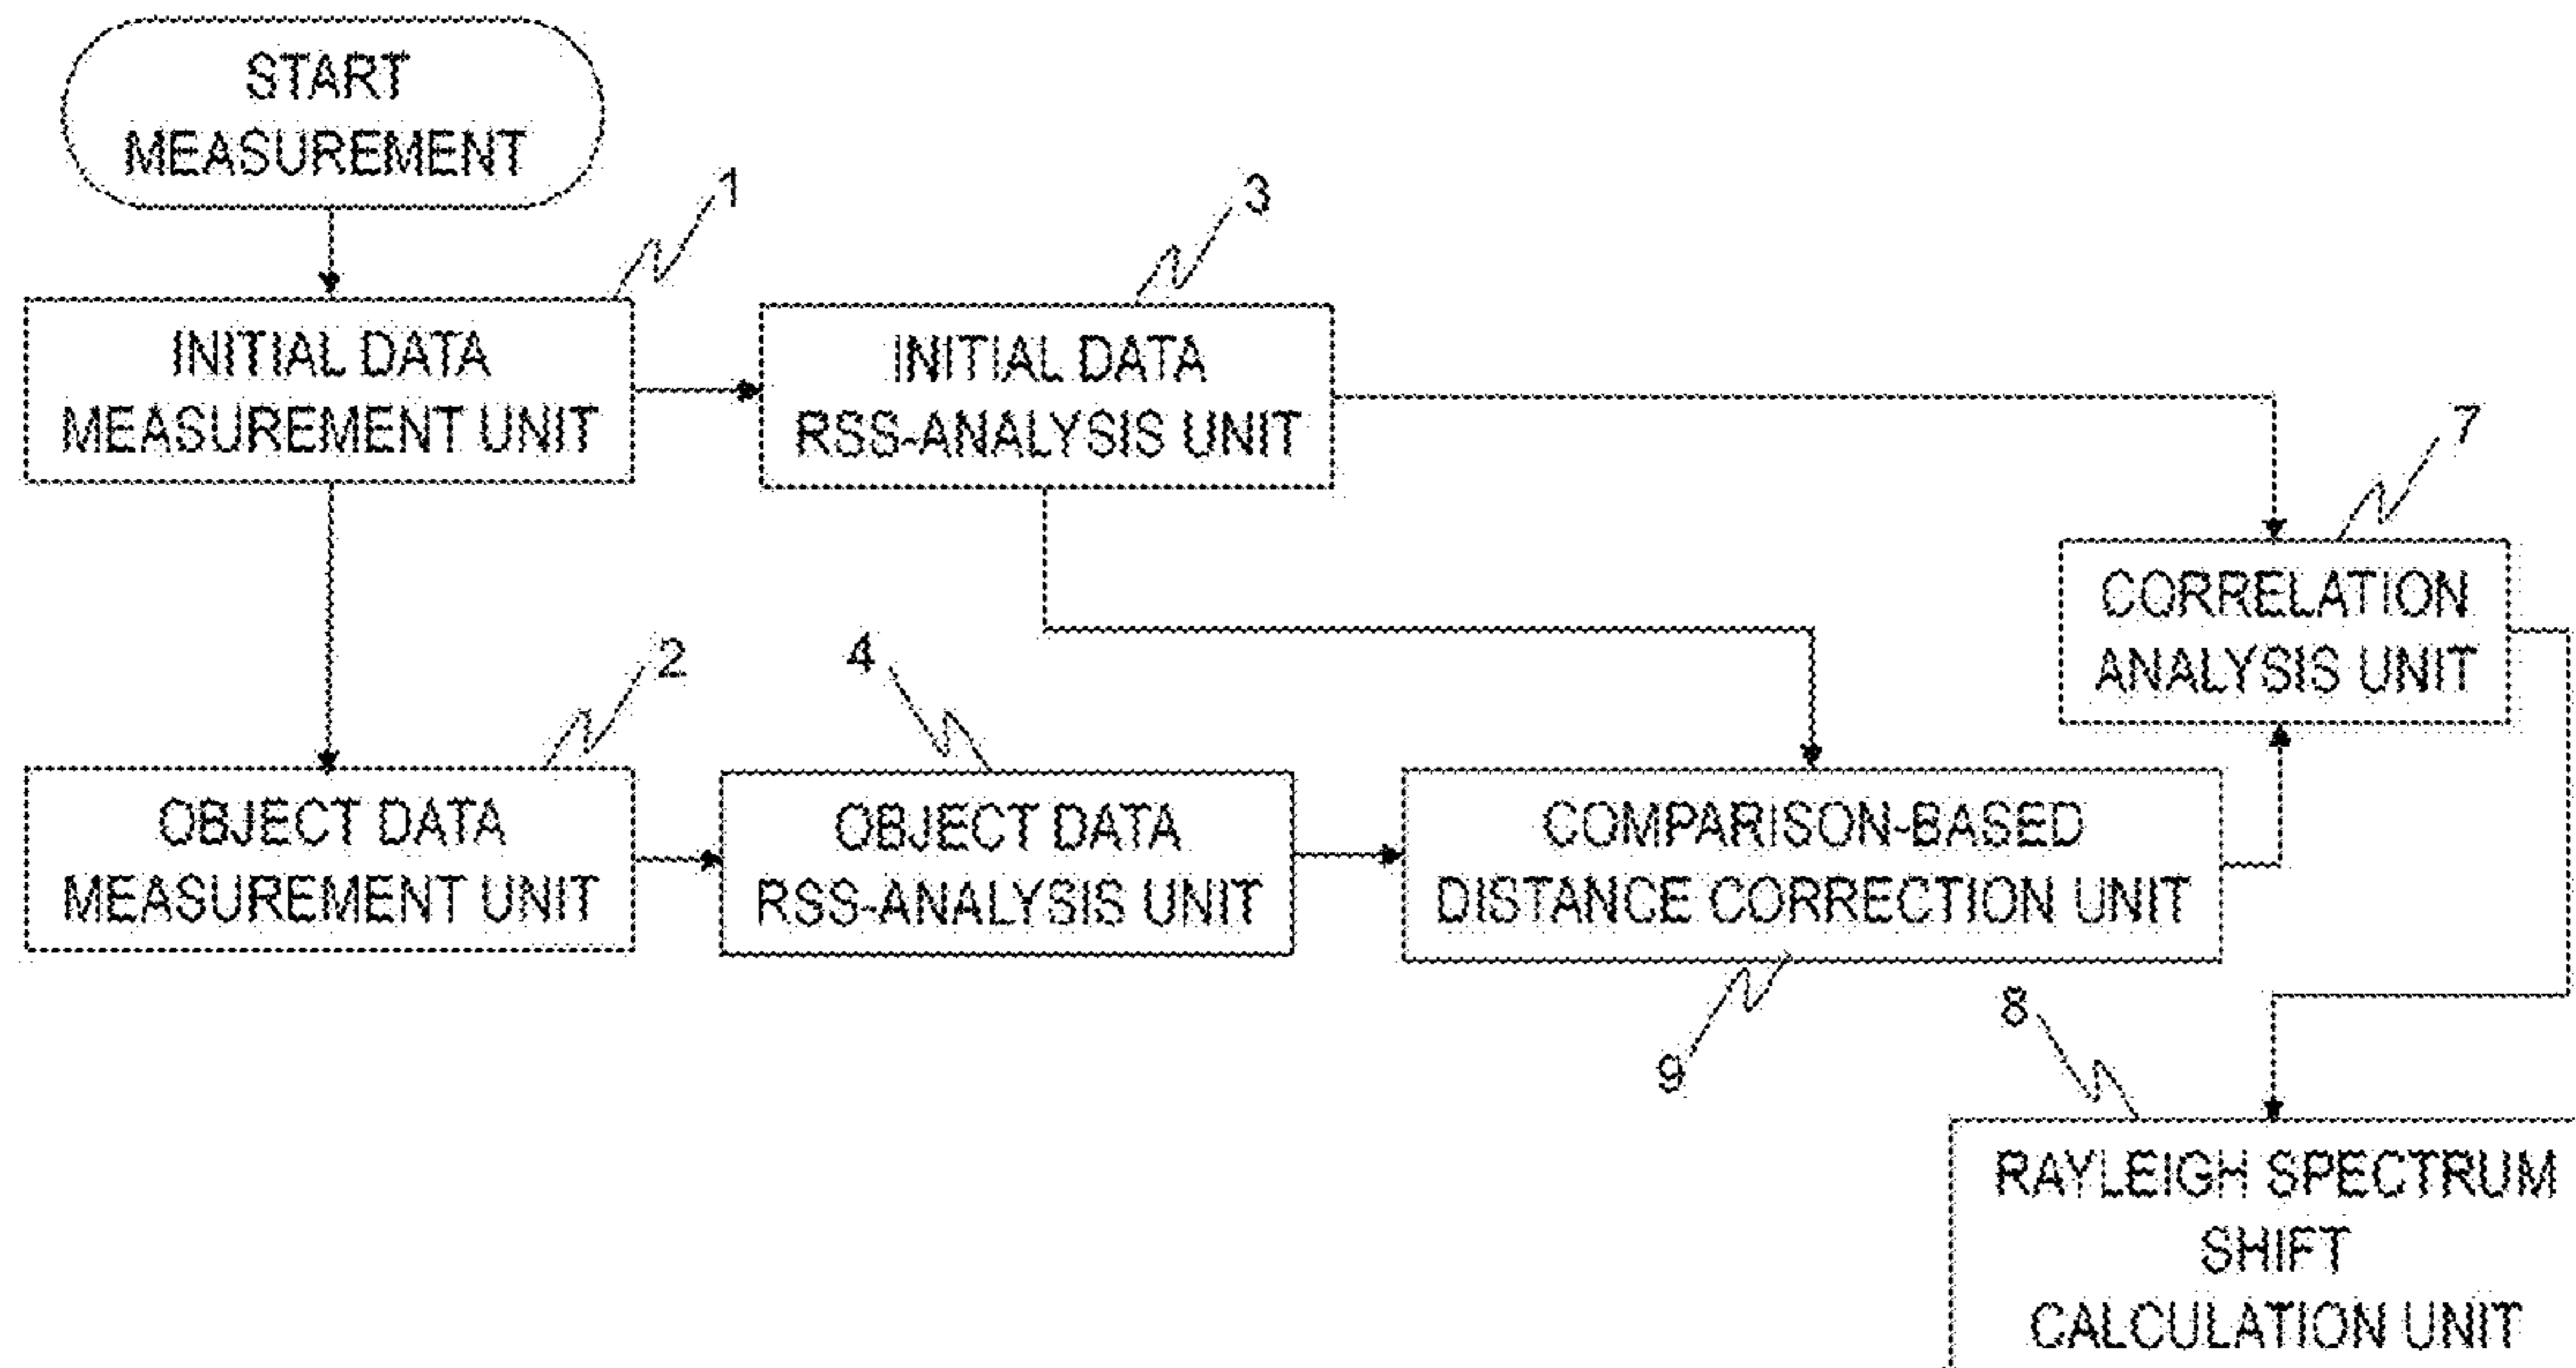 START
MEASUREMENT
1
3
INITIAL DATA
MEASUREMENT UNIT
INITIAL DATA
RSS-ANALYSIS UNIT
7
CORRELATION
ANALYSIS UNIT
2
4
OBJECT DATA
MEASUREMENT UNIT
OBJECT DATA
RSS-ANALYSIS UNIT
COMPARISON-BASED
DISTANCE CORRECTION UNIT
9
8
RAYLEIGH SPECTRUM
SHIFT
CALCULATION UNIT